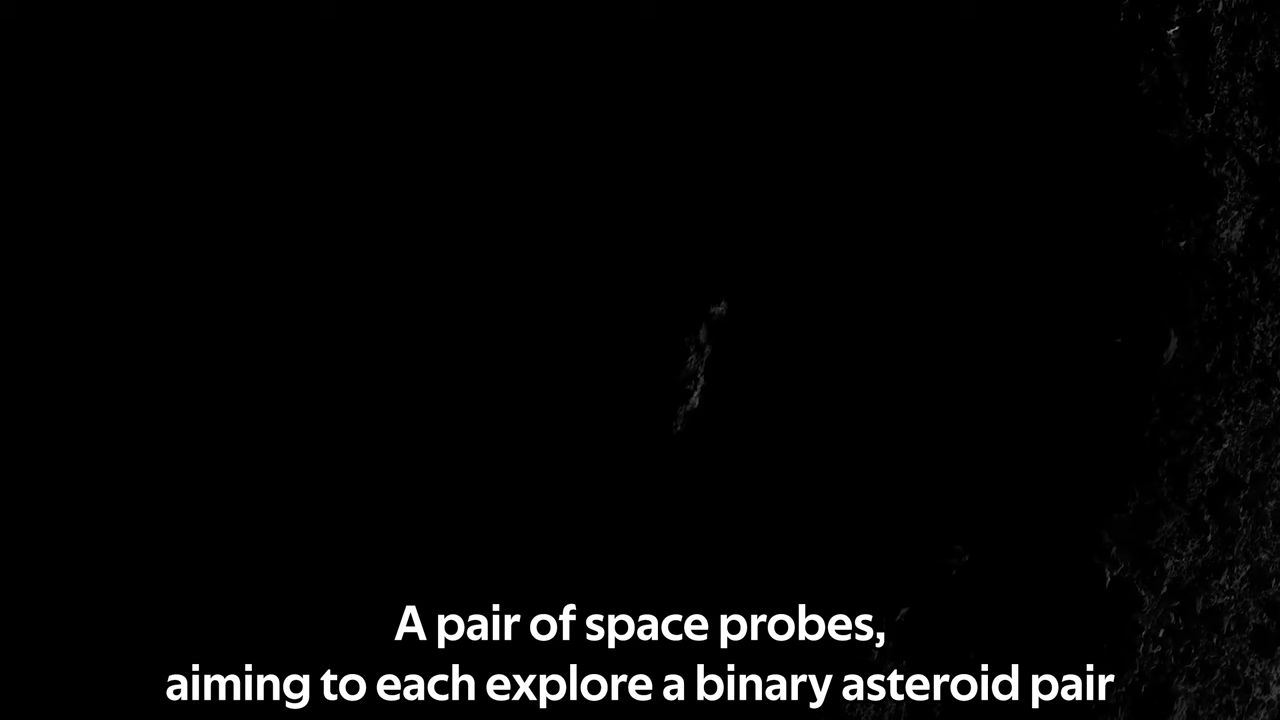 A pair of space probes,
aiming to each explore a binary asteroid pair